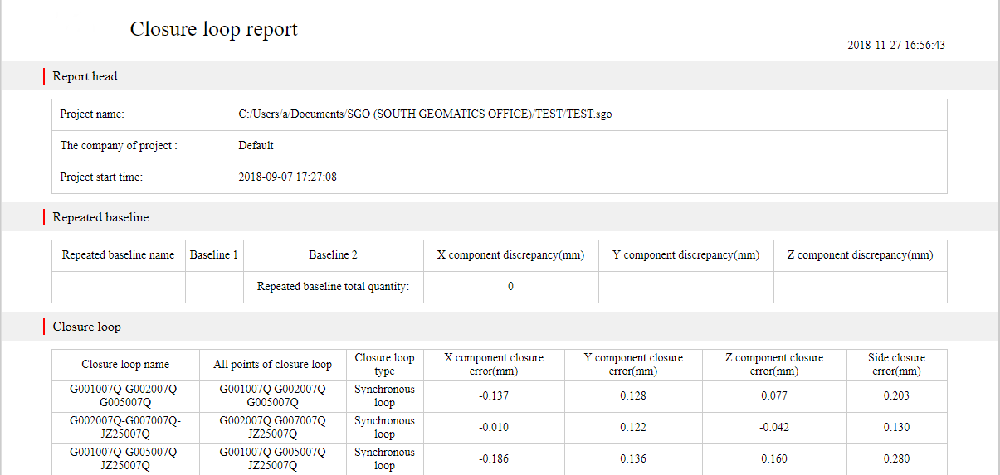 Closure loop report
2018-11-27 16:56:43
Report head
Project name: C:/Users/a/Documents/SGO (SOUTH GEOMATICS OFFICE)/TEST/TEST.sgo
The company of project : Default
Project start time: 2018-09-07 17:27:08
Repeated baseline
Repeated baseline name Baseline 1 Baseline 2 X component discrepancy(mm) Y component discrepancy(mm) Z component discrepancy(mm)
Repeated baseline total quantity: 0
Closure loop
Closure loop name All points of closure loop Closure loop type X component closure error(mm) Y component closure error(mm) Z component closure error(mm) Side closure error(mm)
G001007Q-G002007Q-G005007Q G001007Q G002007Q G005007Q Synchronous loop -0.137 0.128 0.077 0.203
G002007Q-G007007Q-JZ25007Q G002007Q G007007Q JZ25007Q Synchronous loop -0.010 0.122 -0.042 0.130
G001007Q-G005007Q-JZ25007Q G001007Q G005007Q JZ25007Q Synchronous loop -0.186 0.136 0.160 0.280